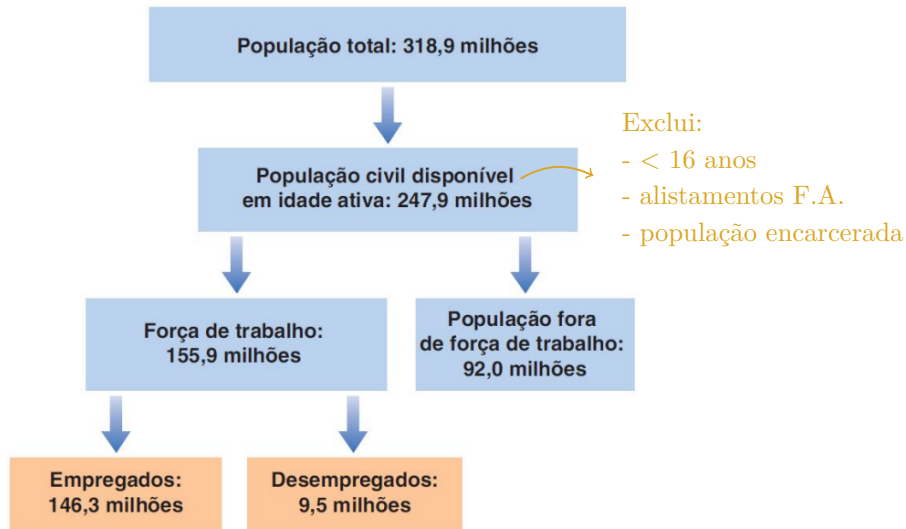 População total: 318,9 milhões
Exclui:
- < 16 anos
- alistamentos F.A.
- população encarcerada
População civil disponível
em idade ativa: 247,9 milhões
Força de trabalho:
155,9 milhões
População fora
de força de trabalho:
92,0 milhões
Empregados:
146,3 milhões
Desempregados:
9,5 milhões